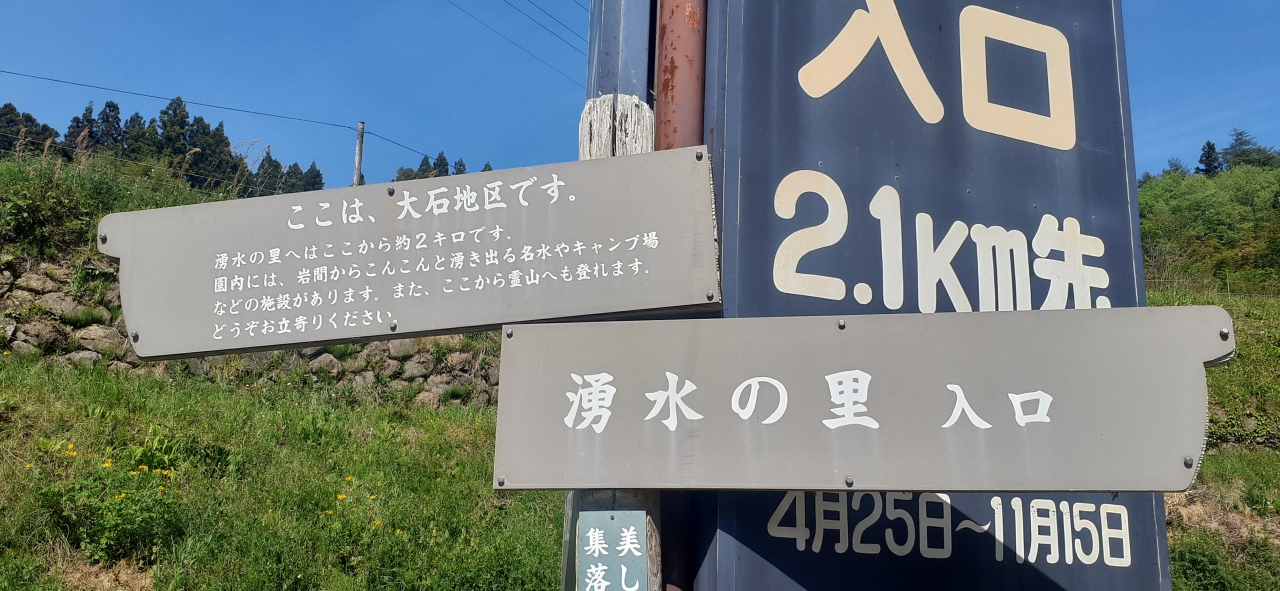 ここは、大石地区です。
湧水の里へはここから約2キロです．
園内には、岩間からこんこんと湧き出る名水やキャンプ場
などの施設があります．また、ここから霊山へも登れます．
どうぞお立寄りください。
入口
2.1km先
湧水の里 入口
4月25日〜11月15日
美し
集落